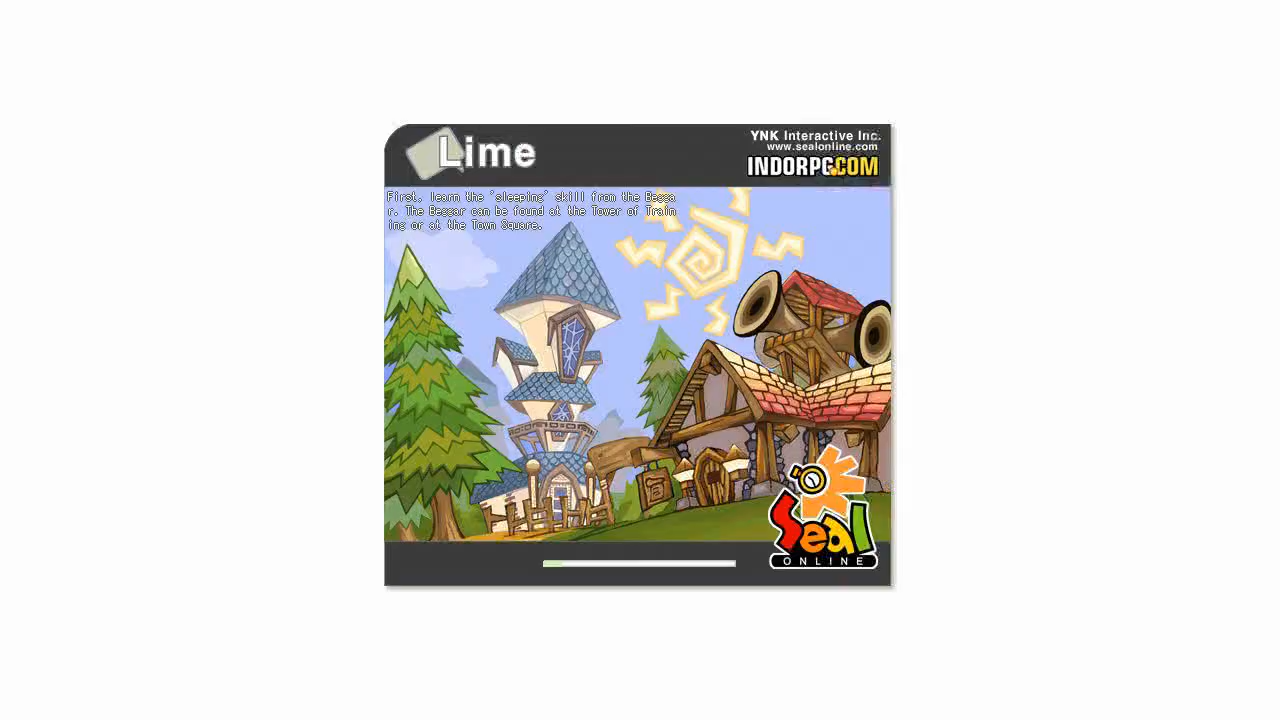 Lime
YNK Interactive Inc.
www.sealonline.com
INDORPG.COM
First, learn the 'sleeping' skill from the Begga
r. The Beggar can be found at the Tower of Train
ing or at the Town Square.
Seal
ONLINE